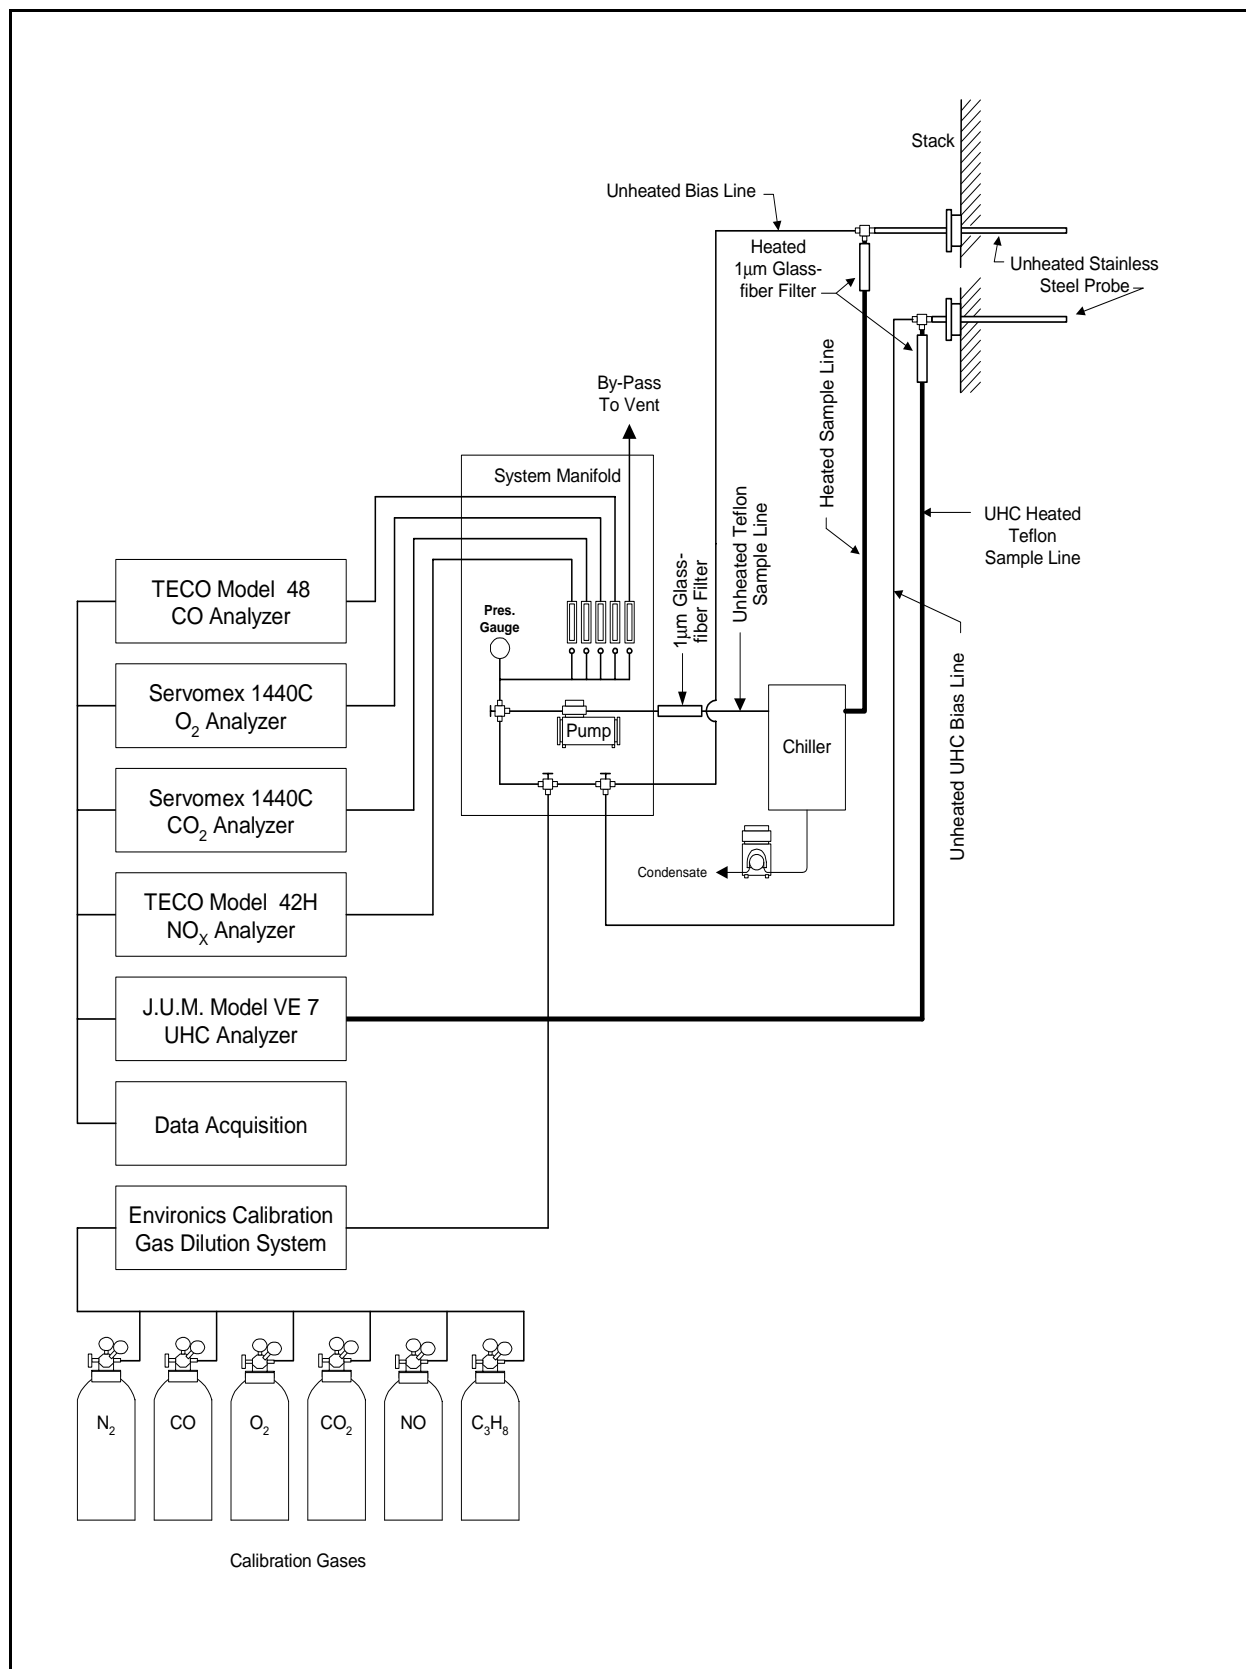 Stack
Unheated Bias Line
Heated
1µm Glass-
fiber Filter
Unheated Stainless
Steel Probe
By-Pass
To Vent
Heated Sample Line
System Manifold
Unheated Teflon
Sample Line
UHC Heated
Teflon
Sample Line
TECO Model 48
CO Analyzer
Pres.
Gauge
1µm Glass-
fiber Filter
Servomex 1440C
O₂ Analyzer
Pump
Chiller
Unheated UHC Bias Line
Servomex 1440C
CO₂ Analyzer
Condensate
TECO Model 42H
NOₓ Analyzer
J.U.M. Model VE 7
UHC Analyzer
Data Acquisition
Environics Calibration
Gas Dilution System
N₂
CO
O₂
CO₂
NO
C₃H₈
Calibration Gases